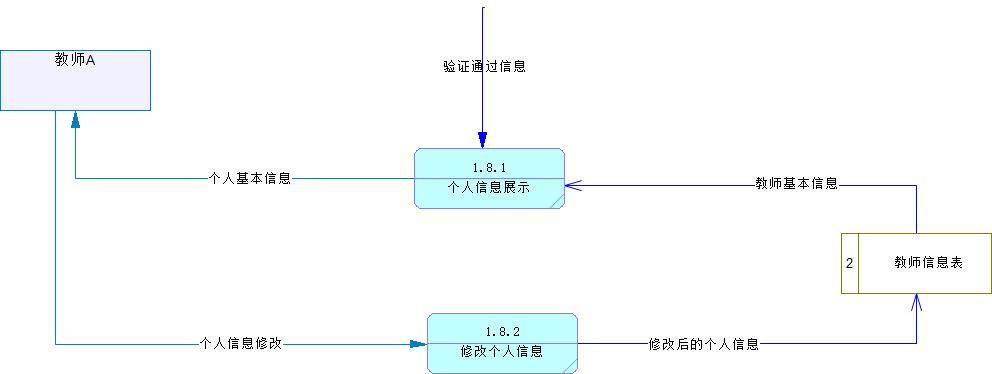 教师A
验证通过信息
1.8.1
个人信息展示
个人基本信息
教师基本信息
2
教师信息表
1.8.2
修改个人信息
个人信息修改
修改后的个人信息